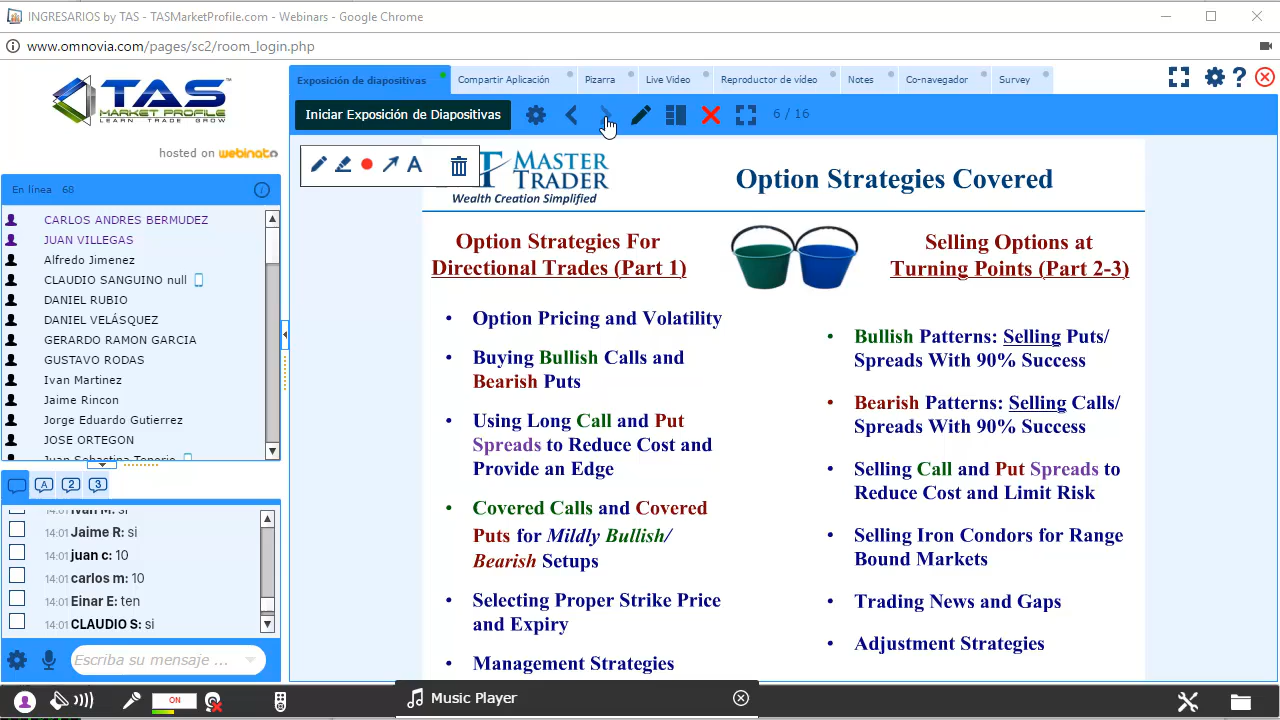 INGRESARIOS by TAS - TASMarketProfile.com - Webinars - Google Chrome
www.omnovia.com/pages/sc2/room_login.php
TAS
MARKET PROFILE
LEARN TRADE GROW
hosted on webinato
Exposición de diapositivas
Compartir Aplicación
Pizarra
Live Video
Reproductor de vídeo
Notes
Co-navegador
Survey
Iniciar Exposición de Diapositivas
6 / 16
En línea 68
CARLOS ANDRES BERMUDEZ
JUAN VILLEGAS
Alfredo Jimenez
CLAUDIO SANGUINO null
DANIEL RUBIO
DANIEL VELÁSQUEZ
GERARDO RAMON GARCIA
GUSTAVO RODAS
Ivan Martinez
Jaime Rincon
Jorge Eduardo Gutierrez
JOSE ORTEGON
Juan Sebastina Tenorio
A
2
3
14:01 Ivan M: si
14:01 Jaime R: si
14:01 juan c: 10
14:01 carlos m: 10
14:01 Einar E: ten
14:01 CLAUDIO S: si
Escriba su mensaje ...
A
T MASTER
TRADER
Wealth Creation Simplified
Option Strategies Covered
Option Strategies For
Directional Trades (Part 1)
• Option Pricing and Volatility
• Buying Bullish Calls and
Bearish Puts
• Using Long Call and Put
Spreads to Reduce Cost and
Provide an Edge
• Covered Calls and Covered
Puts for Mildly Bullish/
Bearish Setups
• Selecting Proper Strike Price
and Expiry
• Management Strategies
Selling Options at
Turning Points (Part 2-3)
• Bullish Patterns: Selling Puts/
Spreads With 90% Success
• Bearish Patterns: Selling Calls/
Spreads With 90% Success
• Selling Call and Put Spreads to
Reduce Cost and Limit Risk
• Selling Iron Condors for Range
Bound Markets
• Trading News and Gaps
• Adjustment Strategies
ON
Music Player